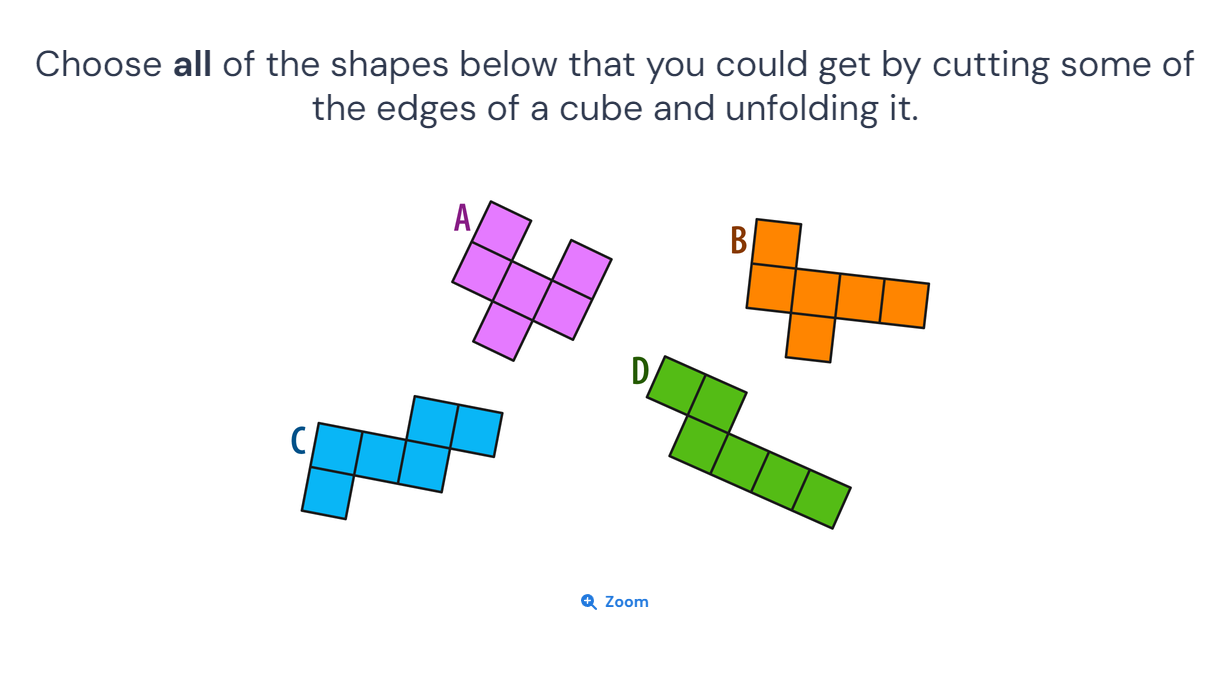 Choose all of the shapes below that you could get by cutting some of
the edges of a cube and unfolding it.
A
B
D
C
Zoom